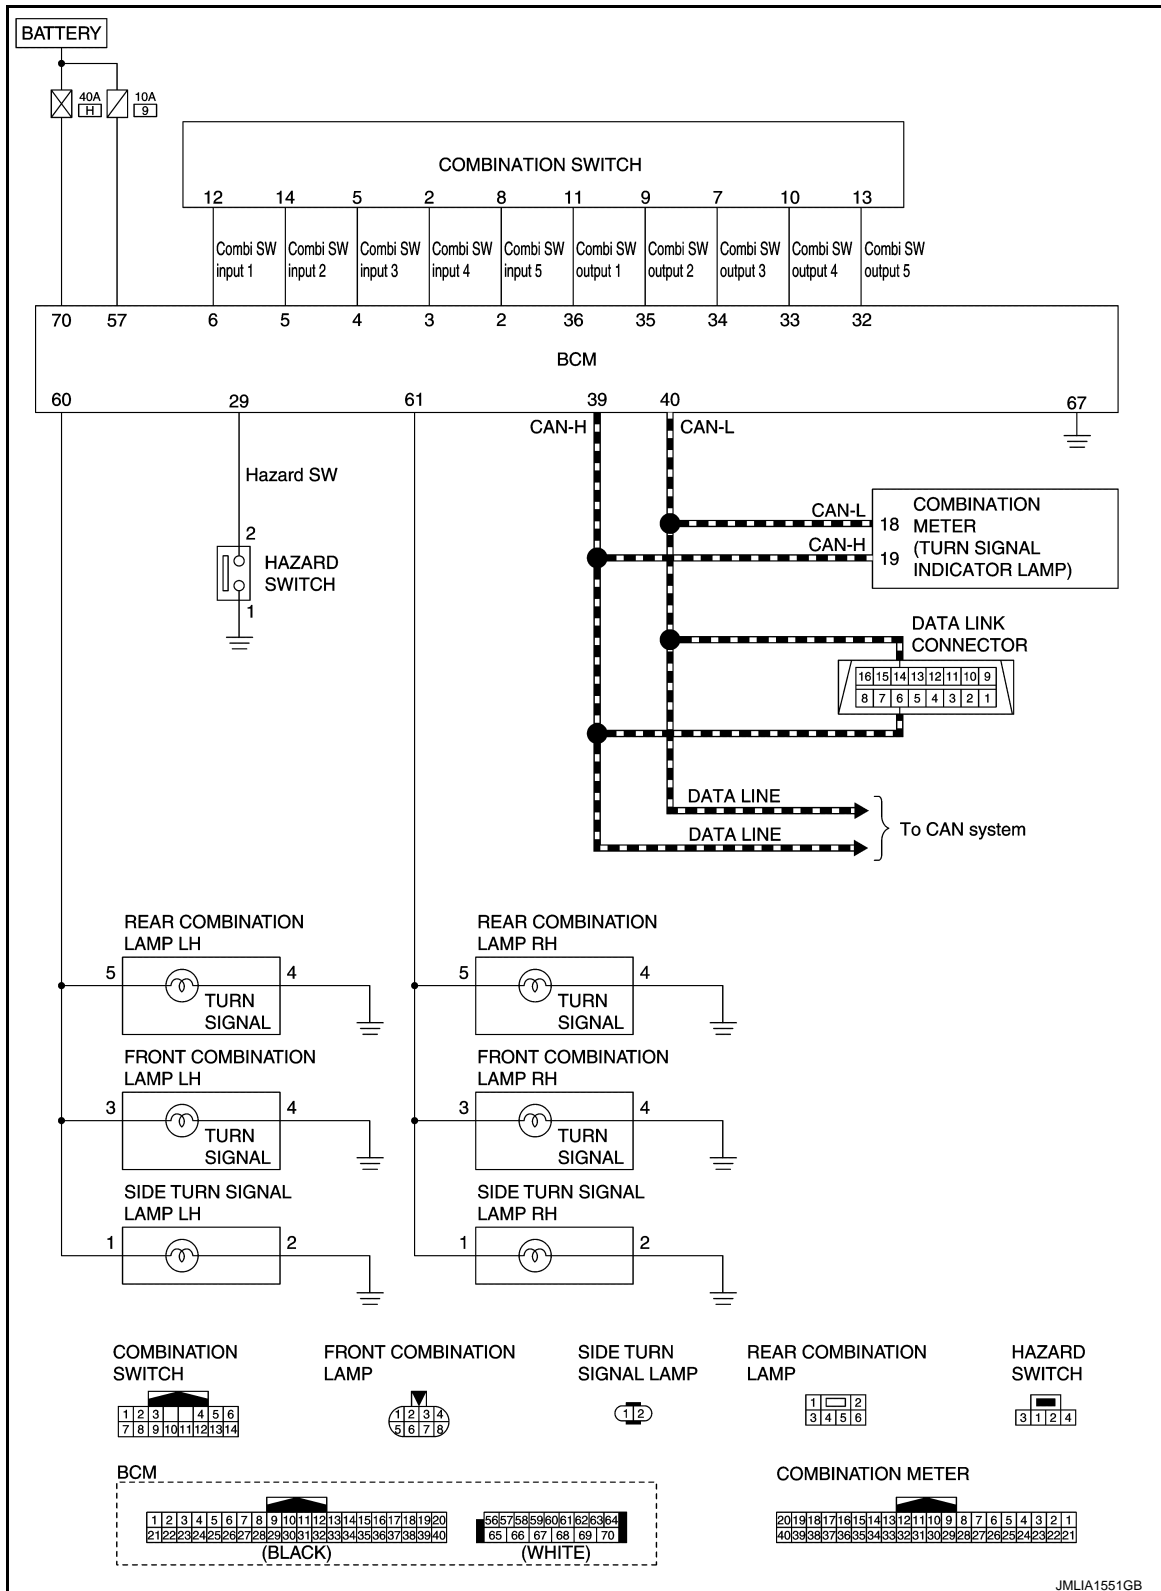 BATTERY
40A
H
10A
9
COMBINATION SWITCH
12 14 5 2 8 11 9 7 10 13
Combi SW input 1
Combi SW input 2
Combi SW input 3
Combi SW input 4
Combi SW input 5
Combi SW output 1
Combi SW output 2
Combi SW output 3
Combi SW output 4
Combi SW output 5
70 57 6 5 4 3 2 36 35 34 33 32
BCM
60 29 61 39 40 67
CAN-H CAN-L
Hazard SW
2
HAZARD
SWITCH
1
CAN-L
18
CAN-H
19
COMBINATION
METER
(TURN SIGNAL
INDICATOR LAMP)
DATA LINK
CONNECTOR
16 15 14 13 12 11 10 9
8 7 6 5 4 3 2 1
DATA LINE
DATA LINE
To CAN system
REAR COMBINATION
LAMP LH
5 4
TURN
SIGNAL
REAR COMBINATION
LAMP RH
5 4
TURN
SIGNAL
FRONT COMBINATION
LAMP LH
3 4
TURN
SIGNAL
FRONT COMBINATION
LAMP RH
3 4
TURN
SIGNAL
SIDE TURN SIGNAL
LAMP LH
1 2
SIDE TURN SIGNAL
LAMP RH
1 2
COMBINATION
SWITCH
1 2 3 4 5 6
7 8 9 10 11 12 13 14
FRONT COMBINATION
LAMP
1 2 3 4
5 6 7 8
SIDE TURN
SIGNAL LAMP
1 2
REAR COMBINATION
LAMP
1 2
3 4 5 6
HAZARD
SWITCH
3 1 2 4
BCM
1 2 3 4 5 6 7 8 9 10 11 12 13 14 15 16 17 18 19 20
21 22 23 24 25 26 27 28 29 30 31 32 33 34 35 36 37 38 39 40
(BLACK)
56 57 58 59 60 61 62 63 64
65 66 67 68 69 70
(WHITE)
COMBINATION METER
20 19 18 17 16 15 14 13 12 11 10 9 8 7 6 5 4 3 2 1
40 39 38 37 36 35 34 33 32 31 30 29 28 27 26 25 24 23 22 21
JMLIA1551GB